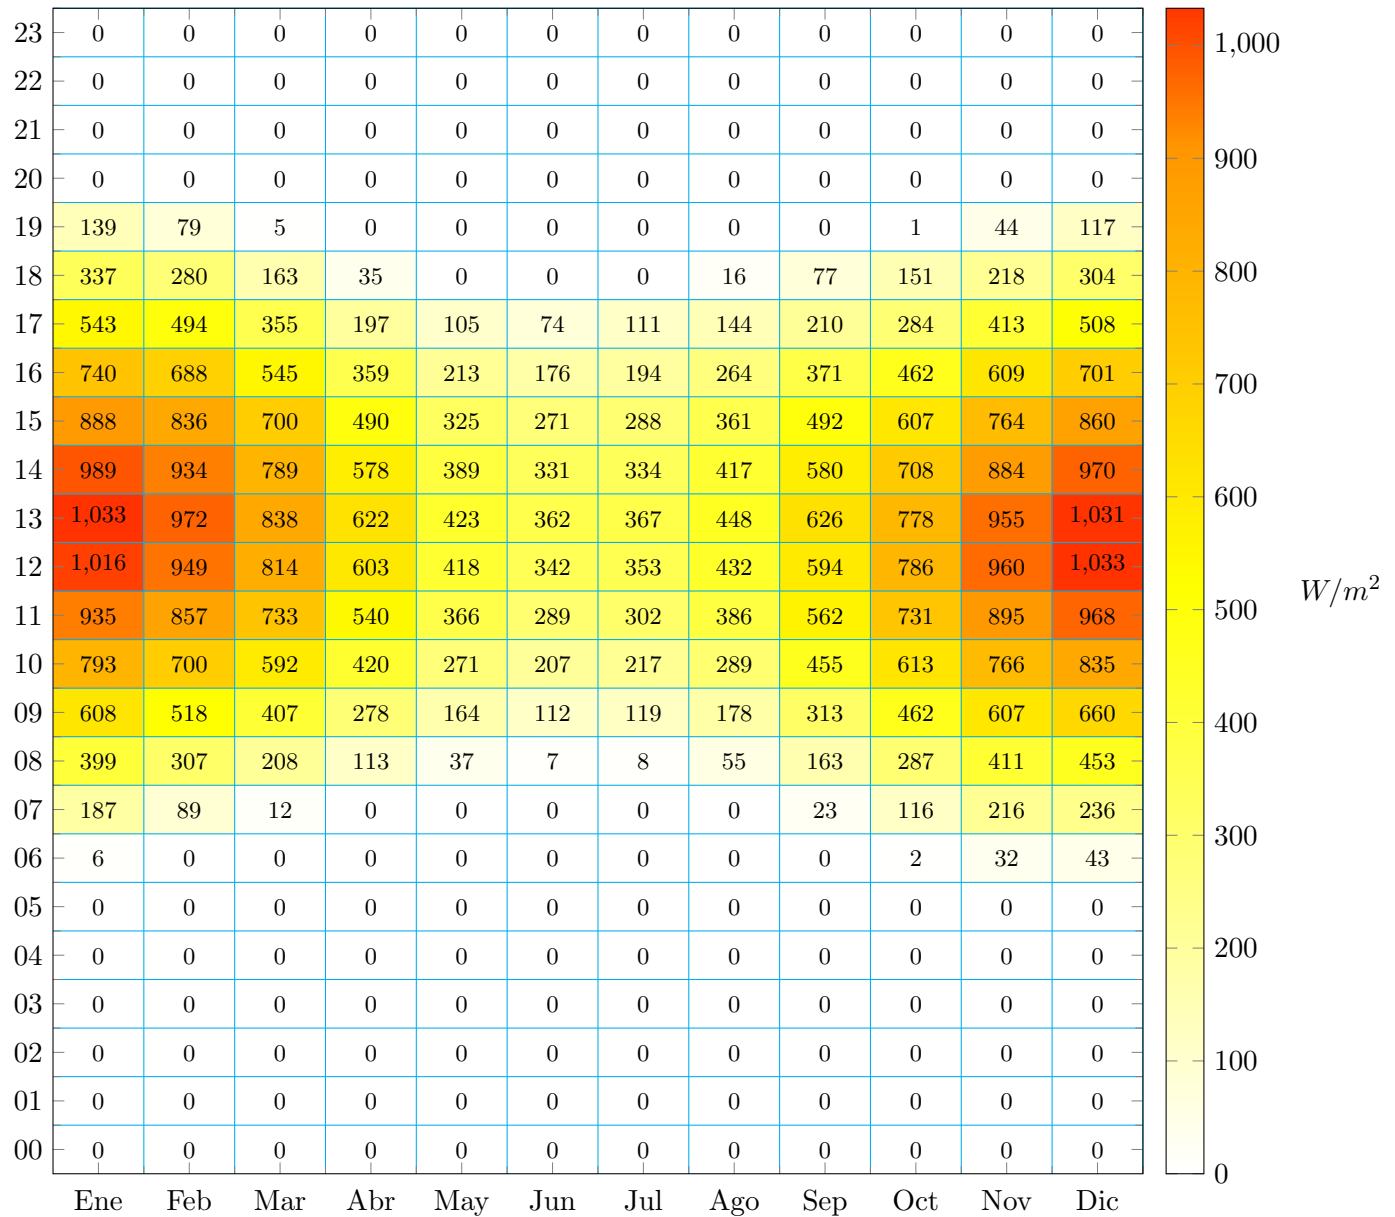 23 0 0 0 0 0 0 0 0 0 0 0 0 1,000
22 0 0 0 0 0 0 0 0 0 0 0 0
21 0 0 0 0 0 0 0 0 0 0 0 0
900
20 0 0 0 0 0 0 0 0 0 0 0 0
19 139 79 5 0 0 0 0 0 0 1 44 117
18 337 280 163 35 0 0 0 16 77 151 218 304 800
17 543 494 355 197 105 74 111 144 210 284 413 508
16 740 688 545 359 213 176 194 264 371 462 609 701 700
15 888 836 700 490 325 271 288 361 492 607 764 860
14 989 934 789 578 389 331 334 417 580 708 884 970
600
13 1,033 972 838 622 423 362 367 448 626 778 955 1,031
12 1,016 949 814 603 418 342 353 432 594 786 960 1,033
W/m²
11 935 857 733 540 366 289 302 386 562 731 895 968 500
10 793 700 592 420 271 207 217 289 455 613 766 835
09 608 518 407 278 164 112 119 178 313 462 607 660 400
08 399 307 208 113 37 7 8 55 163 287 411 453
07 187 89 12 0 0 0 0 0 23 116 216 236
300
06 6 0 0 0 0 0 0 0 0 2 32 43
05 0 0 0 0 0 0 0 0 0 0 0 0
04 0 0 0 0 0 0 0 0 0 0 0 0 200
03 0 0 0 0 0 0 0 0 0 0 0 0
02 0 0 0 0 0 0 0 0 0 0 0 0 100
01 0 0 0 0 0 0 0 0 0 0 0 0
00 0 0 0 0 0 0 0 0 0 0 0 0
0
Ene Feb Mar Abr May Jun Jul Ago Sep Oct Nov Dic